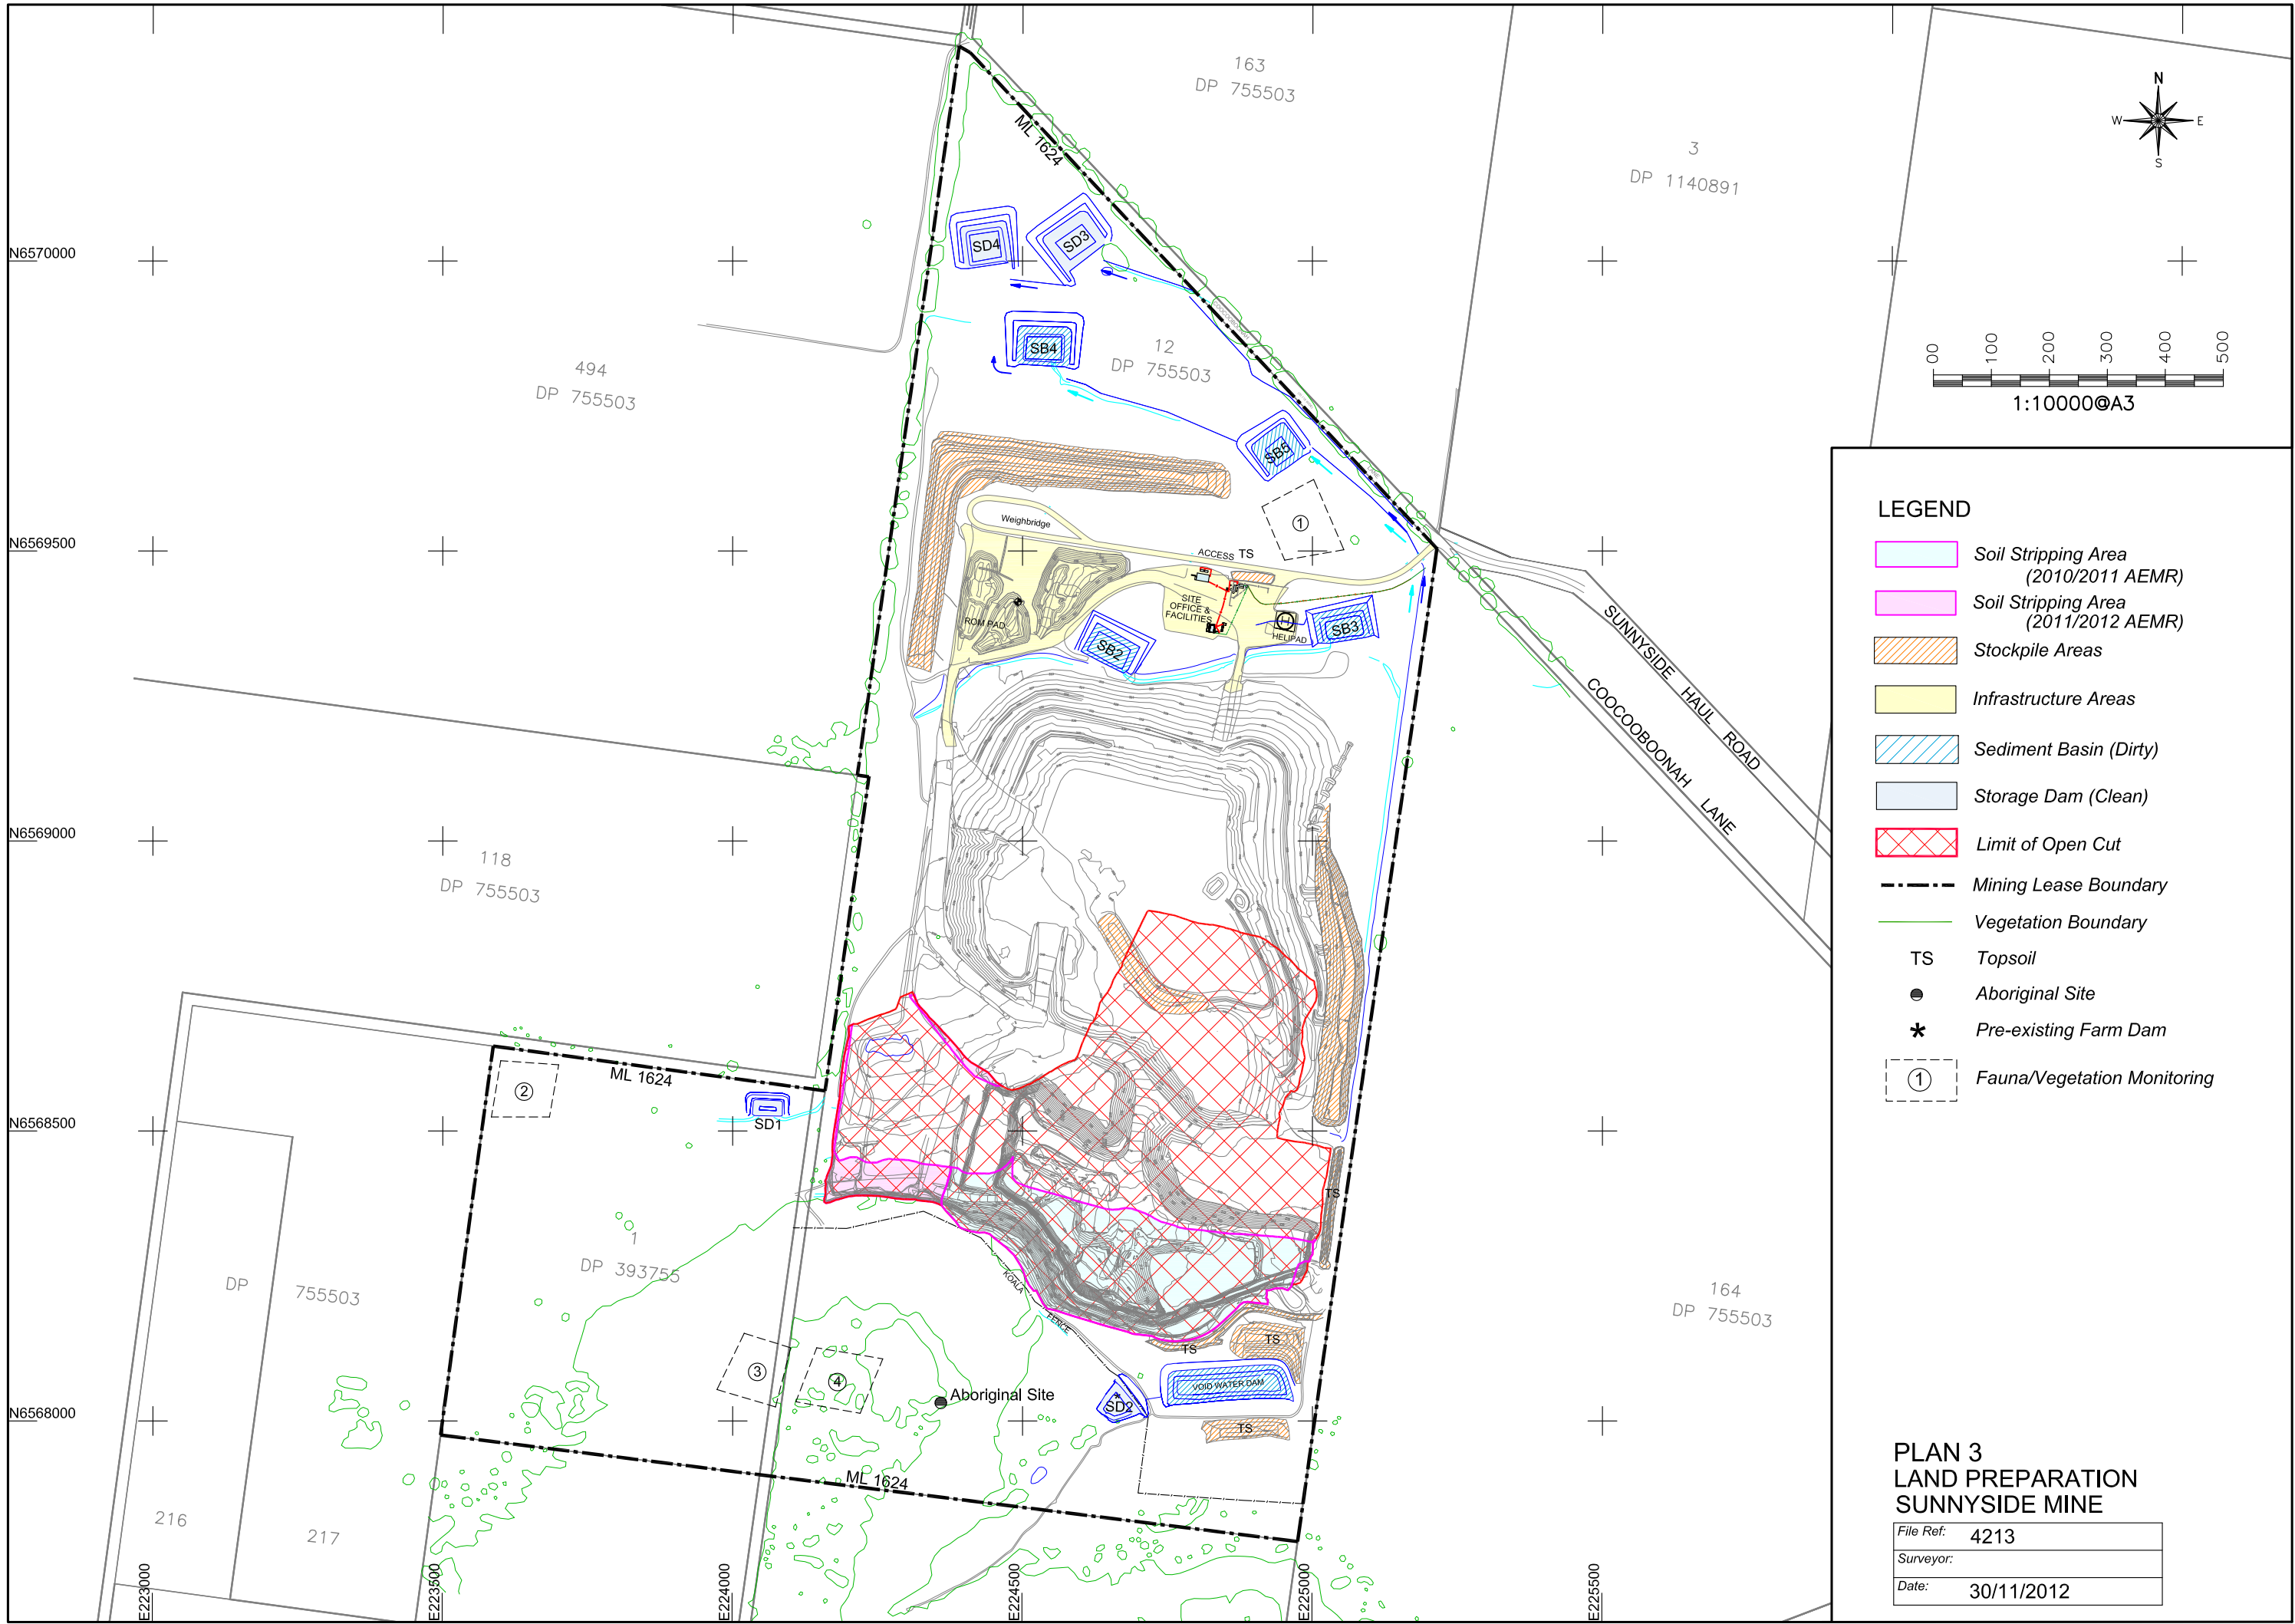 163
DP 755503
N
W E
S
ML 1624
3
DP 1140891
N6570000
SD4
SD3
SB4
12
DP 755503
00 100 200 300 400 500
1:10000@A3
494
DP 755503
SB5
LEGEND
Soil Stripping Area
(2010/2011 AEMR)
Soil Stripping Area
(2011/2012 AEMR)
Stockpile Areas
Infrastructure Areas
Sediment Basin (Dirty)
Storage Dam (Clean)
Limit of Open Cut
Mining Lease Boundary
Vegetation Boundary
TS Topsoil
Aboriginal Site
* Pre-existing Farm Dam
1 Fauna/Vegetation Monitoring
Weighbridge
1
N6569500
ACCESS TS
SITE
OFFICE &
FACILITIES
ROM PAD
H
HELIPAD
SB3
SB2
SUNNYSIDE HAUL ROAD
COOCOOBOONAH LANE
N6569000
118
DP 755503
ML 1624
2
SD1
N6568500
TS
1
DP 393755
DP 755503
KOALA
FENCE
164
DP 755503
TS
TS
3
4
VOID WATER DAM
Aboriginal Site
*
SD2
N6568000
TS
ML 1624
216
217
E223000
E223500
E224000
E224500
E225000
E225500
PLAN 3
LAND PREPARATION
SUNNYSIDE MINE
File Ref: 4213
Surveyor:
Date: 30/11/2012